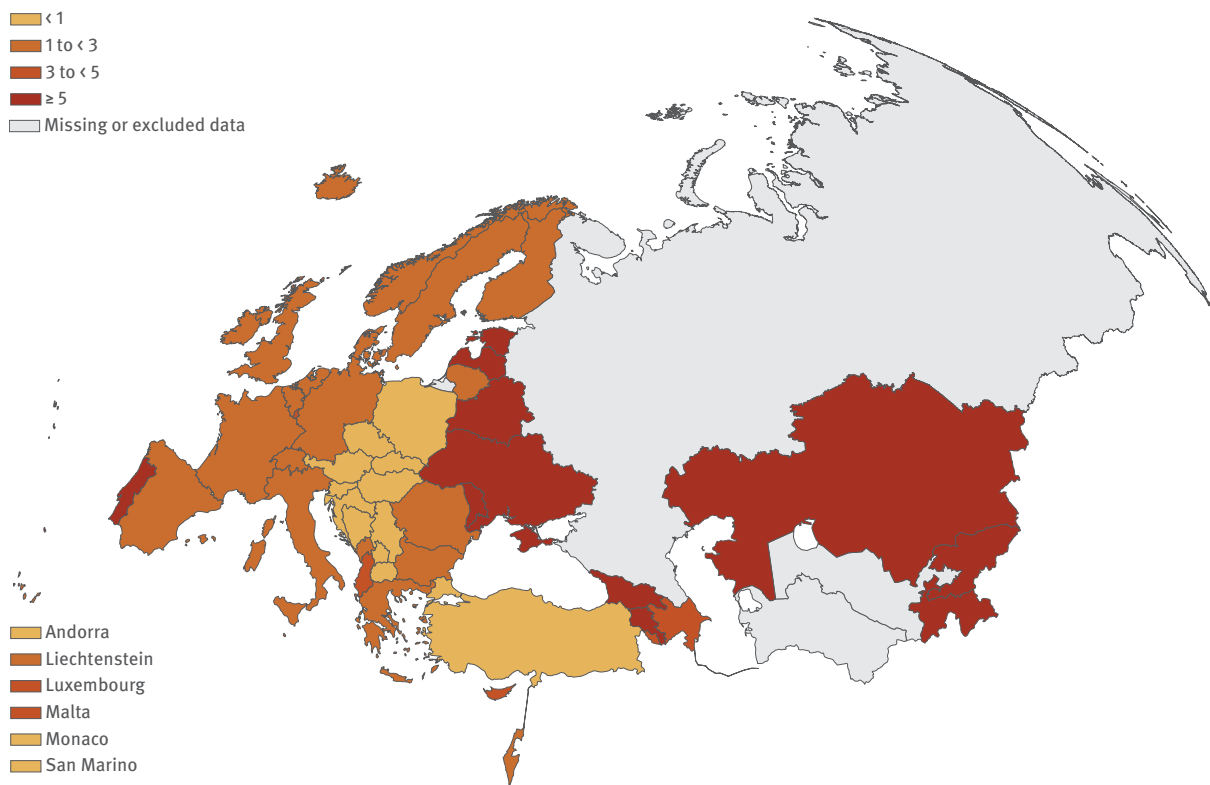 < 1
1 to < 3
3 to < 5
≥ 5
Missing or excluded data
Andorra
Liechtenstein
Luxembourg
Malta
Monaco
San Marino